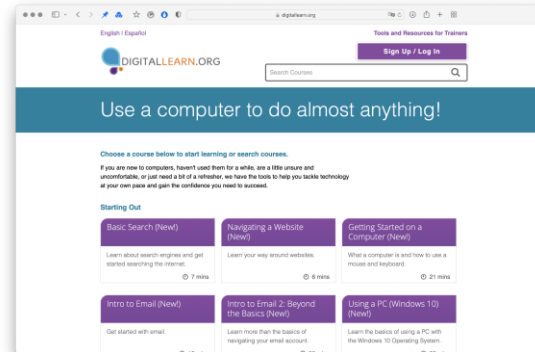 digitallearn.org
English | Español
Tools and Resources for Trainers
DIGITALLEARN.ORG
Sign Up / Log In
Search Courses
Use a computer to do almost anything!
Choose a course below to start learning or search courses.
If you are new to computers, haven't used them for a while, are a little unsure and
uncomfortable, or just need a bit of a refresher, we have the tools to help you tackle technology
at your own pace and gain the confidence you need to succeed.
Starting Out
Basic Search (New!)
Learn about search engines and get
started searching the internet.
7 mins
Navigating a Website
(New!)
Learn your way around websites.
6 mins
Getting Started on a
Computer (New!)
What a computer is and how to use a
mouse and keyboard.
21 mins
Intro to Email (New!)
Get started with email.
Intro to Email 2: Beyond
the Basics (New!)
Learn more than the basics of
navigating your email account.
Using a PC (Windows 10)
(New!)
Learn the basics of using a PC with
the Windows 10 Operating System.